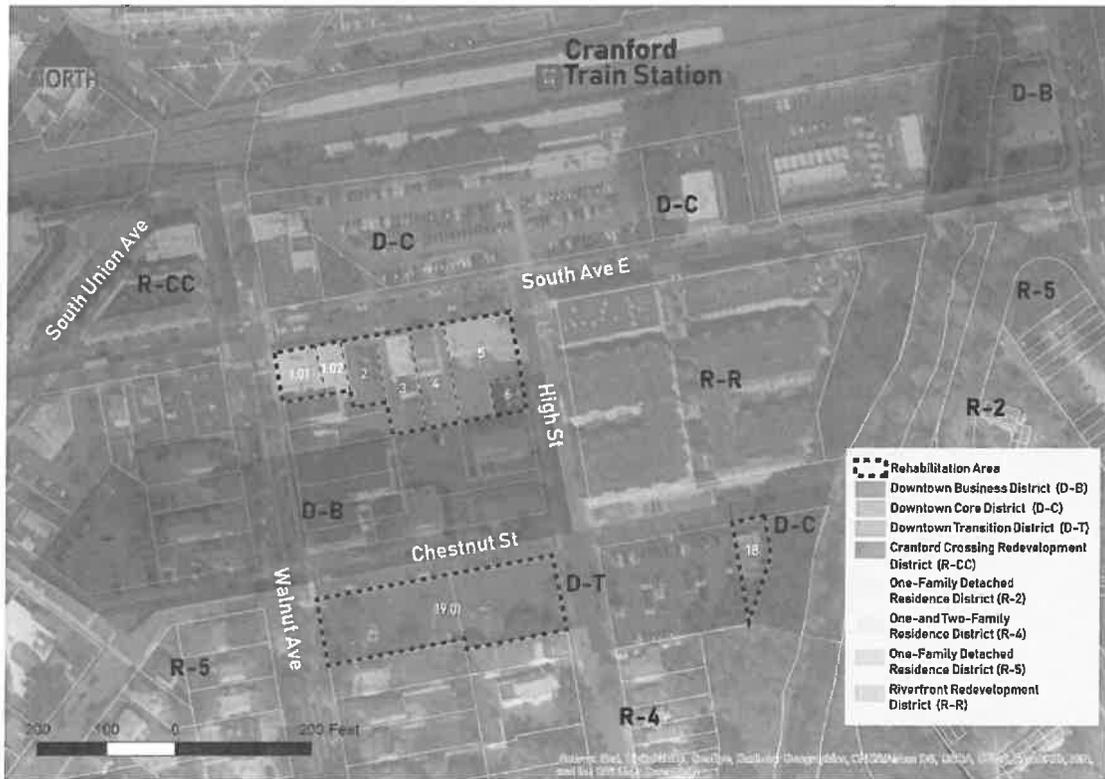 NORTH
Cranford
Train Station
D-B
South Union Ave
R-CC
D-C
D-C
South Ave E
R-5
1.01
1.02
2
3
4
5
6
High St
R-R
R-2
D-B
Chestnut St
D-C
18
D-T
19.01
Walnut Ave
R-5
R-4
Rehabilitation Area
Downtown Business District (D-B)
Downtown Core District (D-C)
Downtown Transition District (D-T)
Cranford Crossing Redevelopment
District (R-CC)
One-Family Detached
Residence District (R-2)
One-and Two-Family
Residence District (R-4)
One-Family Detached
Residence District (R-5)
Riverfront Redevelopment
District (R-R)
200 100 0 200 Feet